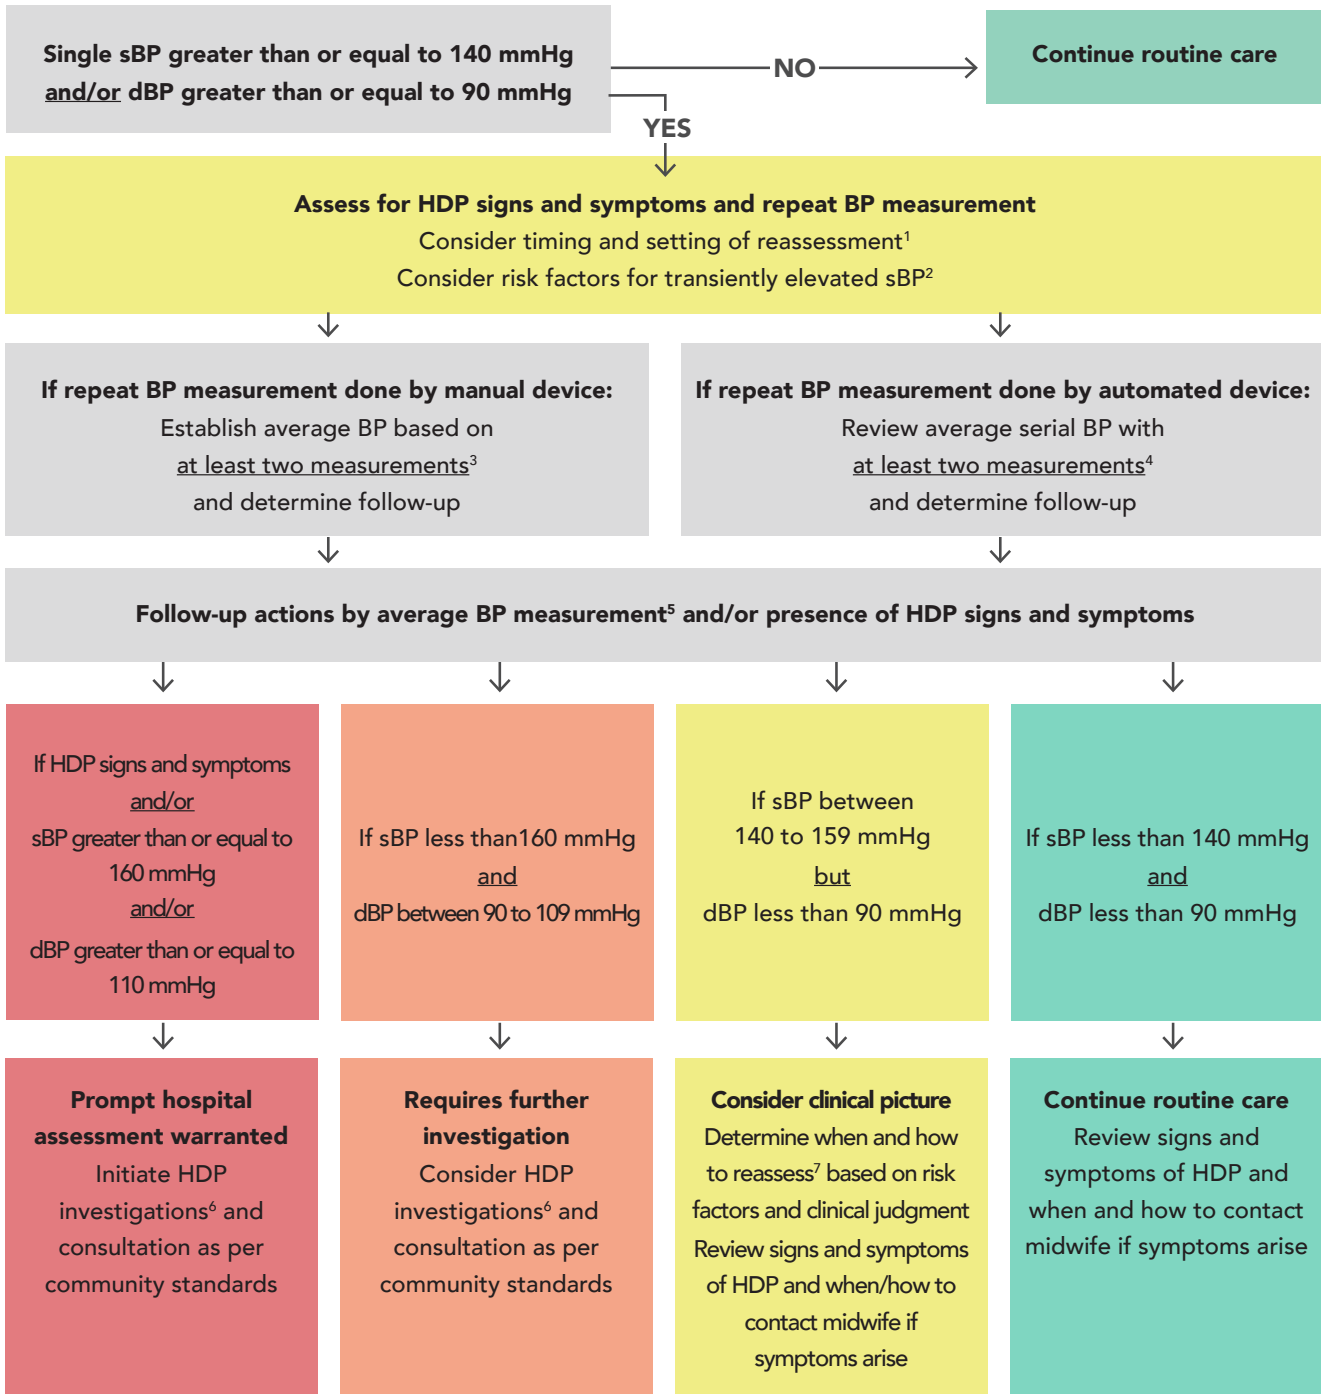 Single sBP greater than or equal to 140 mmHg
and/or dBP greater than or equal to 90 mmHg
NO
Continue routine care
YES
Assess for HDP signs and symptoms and repeat BP measurement
Consider timing and setting of reassessment¹
Consider risk factors for transiently elevated sBP²
If repeat BP measurement done by manual device:
Establish average BP based on
at least two measurements³
and determine follow-up
If repeat BP measurement done by automated device:
Review average serial BP with
at least two measurements⁴
and determine follow-up
Follow-up actions by average BP measurement⁵ and/or presence of HDP signs and symptoms
If HDP signs and symptoms
and/or
sBP greater than or equal to
160 mmHg
and/or
dBP greater than or equal to
110 mmHg
If sBP less than160 mmHg
and
dBP between 90 to 109 mmHg
If sBP between
140 to 159 mmHg
but
dBP less than 90 mmHg
If sBP less than 140 mmHg
and
dBP less than 90 mmHg
Prompt hospital
assessment warranted
Initiate HDP
investigations⁶ and
consultation as per
community standards
Requires further
investigation
Consider HDP
investigations⁶ and
consultation as per
community standards
Consider clinical picture
Determine when and how
to reassess⁷ based on risk
factors and clinical judgment
Review signs and symptoms
of HDP and when/how to
contact midwife if
symptoms arise
Continue routine care
Review signs and
symptoms of HDP and
when and how to contact
midwife if symptoms arise